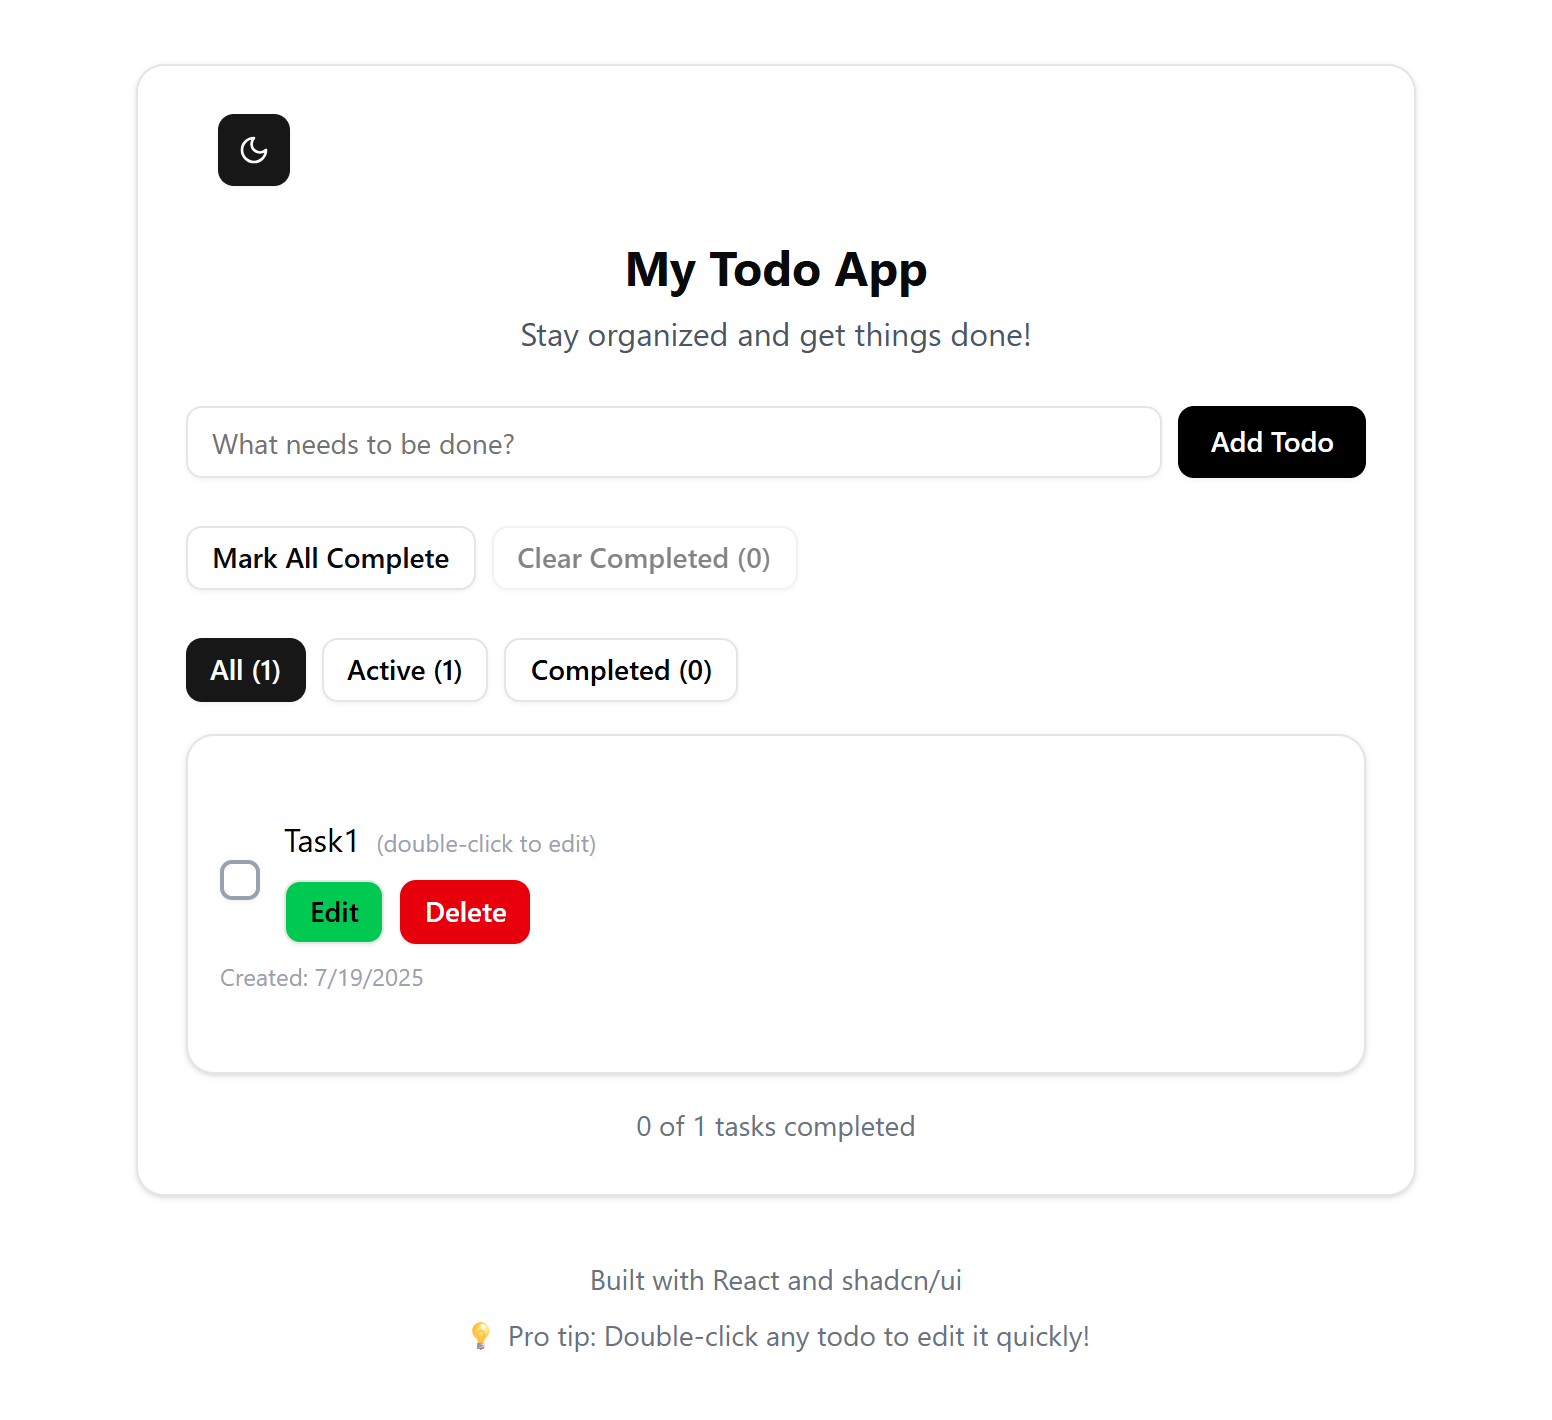 My Todo App
Stay organized and get things done!
What needs to be done?
Add Todo
Mark All Complete
Clear Completed (0)
All (1)
Active (1)
Completed (0)
Task1 (double-click to edit)
Edit
Delete
Created: 7/19/2025
0 of 1 tasks completed
Built with React and shadcn/ui
💡 Pro tip: Double-click any todo to edit it quickly!